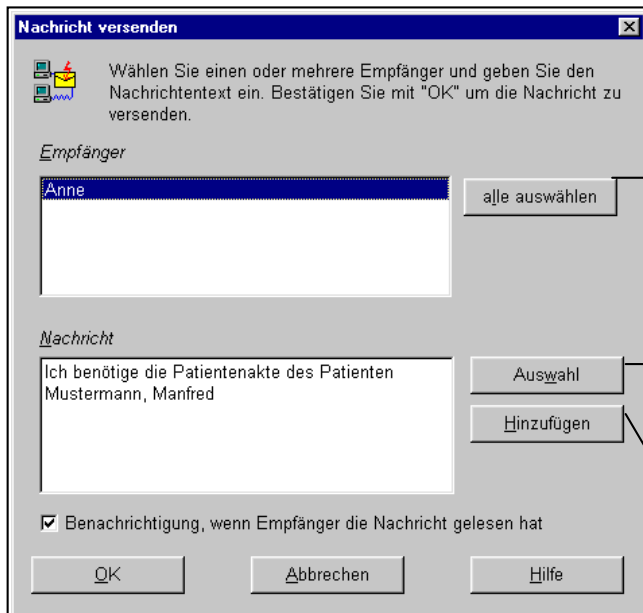 Nachricht versenden
Wählen Sie einen oder mehrere Empfänger und geben Sie den
Nachrichtentext ein. Bestätigen Sie mit "OK" um die Nachricht zu
versenden.
Empfänger
Anne
alle auswählen
Nachricht
Ich benötige die Patientenakte des Patienten
Mustermann, Manfred
Auswahl
Hinzufügen
Benachrichtigung, wenn Empfänger die Nachricht gelesen hat
OK
Abbrechen
Hilfe